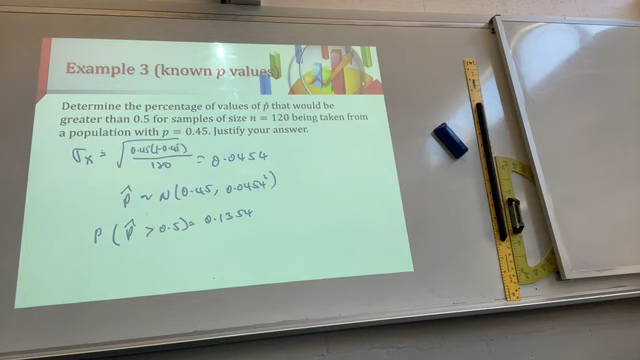 Example 3 (known p values)
Determine the percentage of values of p̂ that would be
greater than 0.5 for samples of size n = 120 being taken from
a population with p = 0.45. Justify your answer.
σx = √(0.45(1-0.45)/120) = 0.0454
p̂ ~ N(0.45, 0.0454²)
P(p̂ > 0.5) = 0.1354